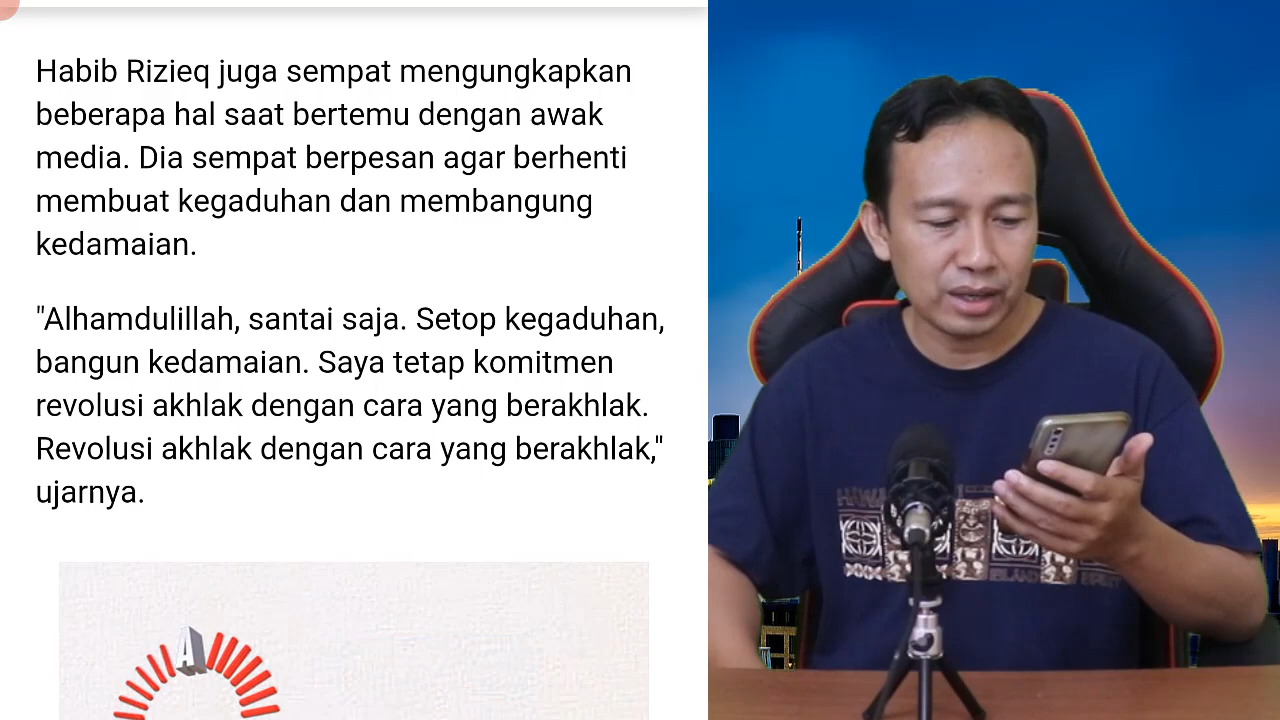 Habib Rizieq juga sempat mengungkapkan
beberapa hal saat bertemu dengan awak
media. Dia sempat berpesan agar berhenti
membuat kegaduhan dan membangung
kedamaian.
"Alhamdulillah, santai saja. Setop kegaduhan,
bangun kedamaian. Saya tetap komitmen
revolusi akhlak dengan cara yang berakhlak.
Revolusi akhlak dengan cara yang berakhlak,"
ujarnya.
A
ISLAND